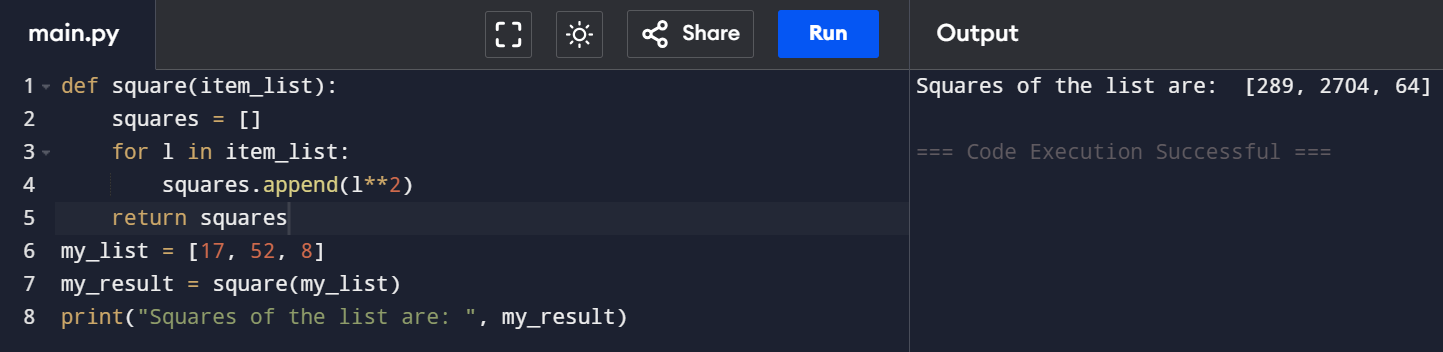 main.py Share Run Output
1 def square(item_list):
2     squares = []
3     for l in item_list:
4         squares.append(l**2)
5     return squares
6 my_list = [17, 52, 8]
7 my_result = square(my_list)
8 print("Squares of the list are: ", my_result)
Squares of the list are:  [289, 2704, 64]
=== Code Execution Successful ===